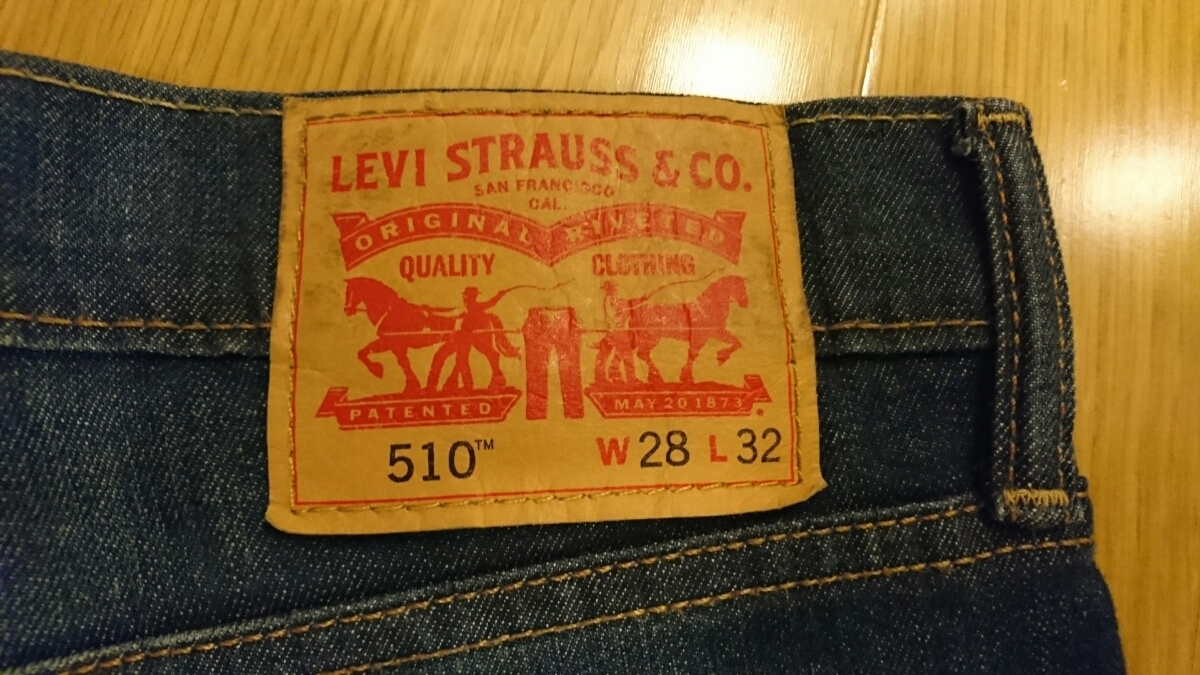 LEVI STRAUSS & CO.
SAN FRANCISCO
CAL.
ORIGINAL RIVETED
QUALITY CLOTHING
PATENTED MAY 20 1873.
510™ W 28 L 32